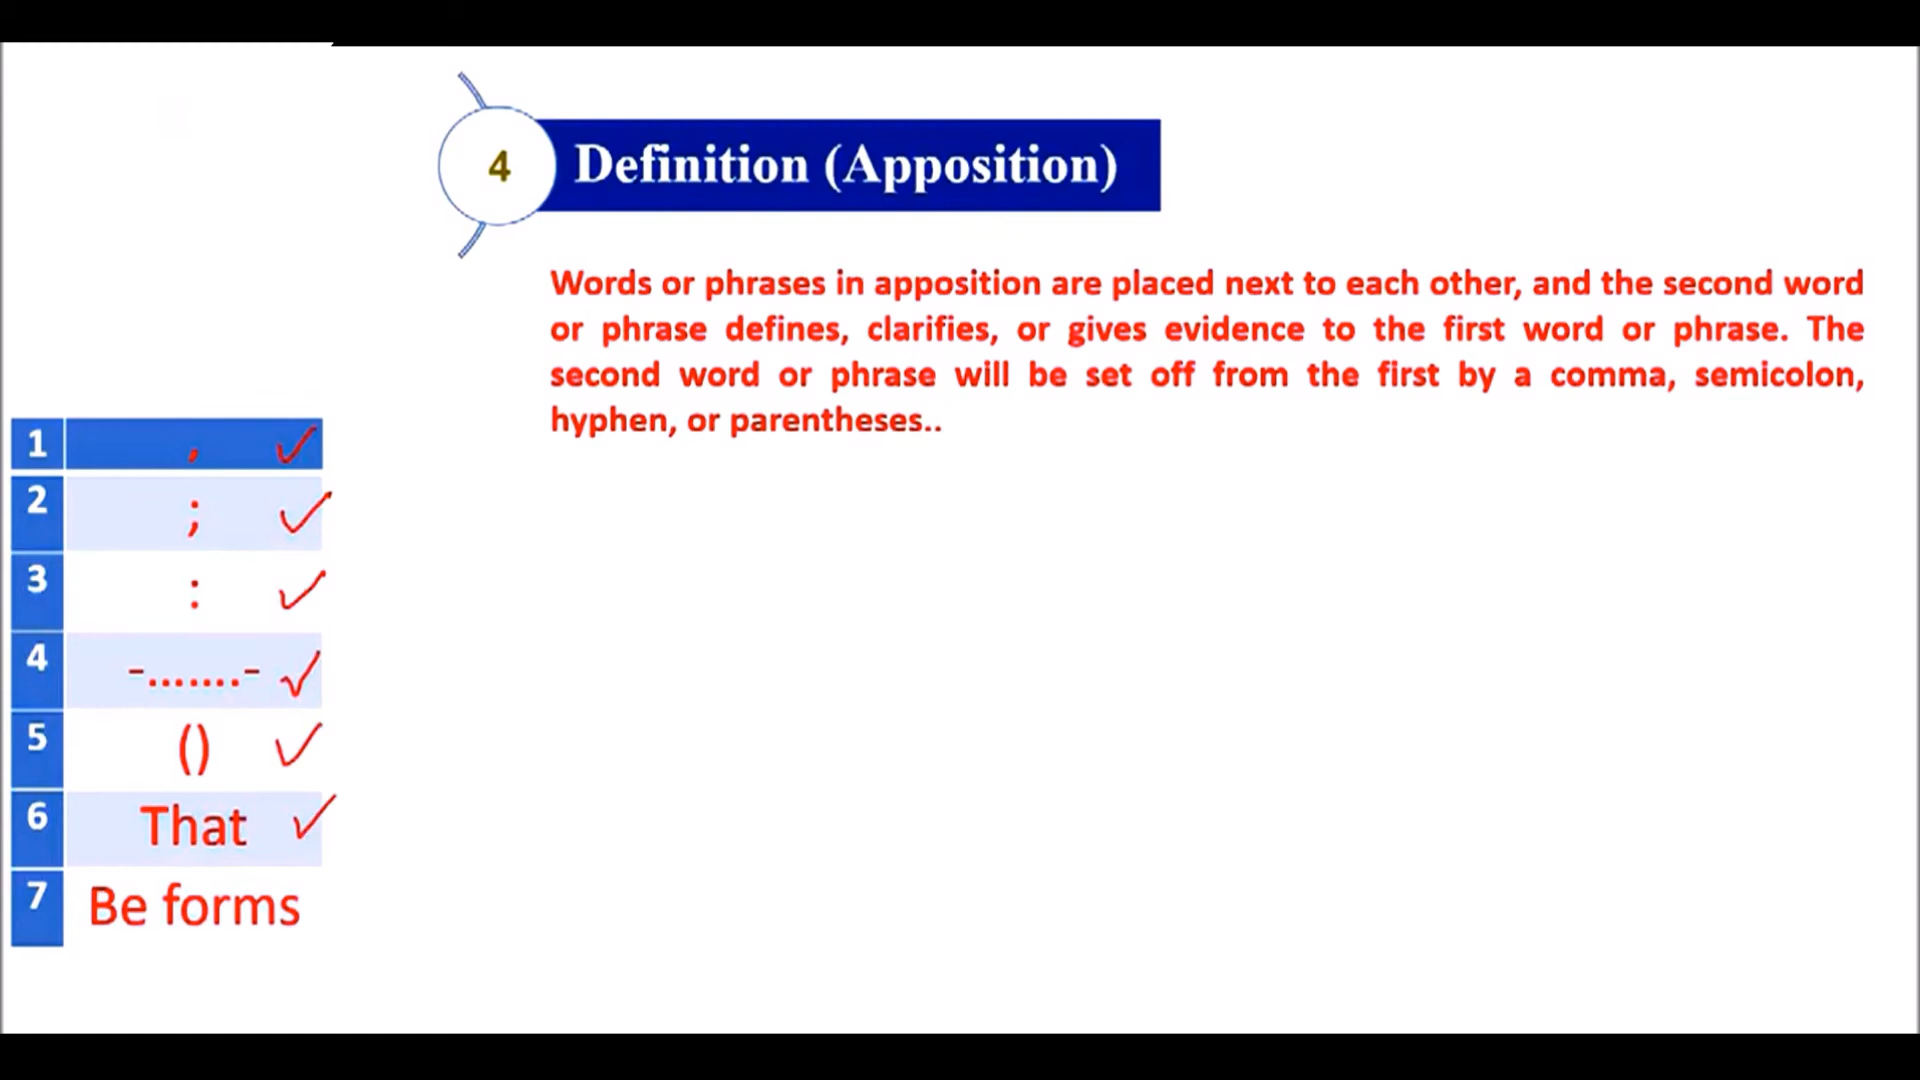 4 Definition (Apposition)
Words or phrases in apposition are placed next to each other, and the second word
or phrase defines, clarifies, or gives evidence to the first word or phrase. The
second word or phrase will be set off from the first by a comma, semicolon,
hyphen, or parentheses..
1 , ✓
2 ; ✓
3 : ✓
4 -.......- ✓
5 () ✓
6 That ✓
7 Be forms